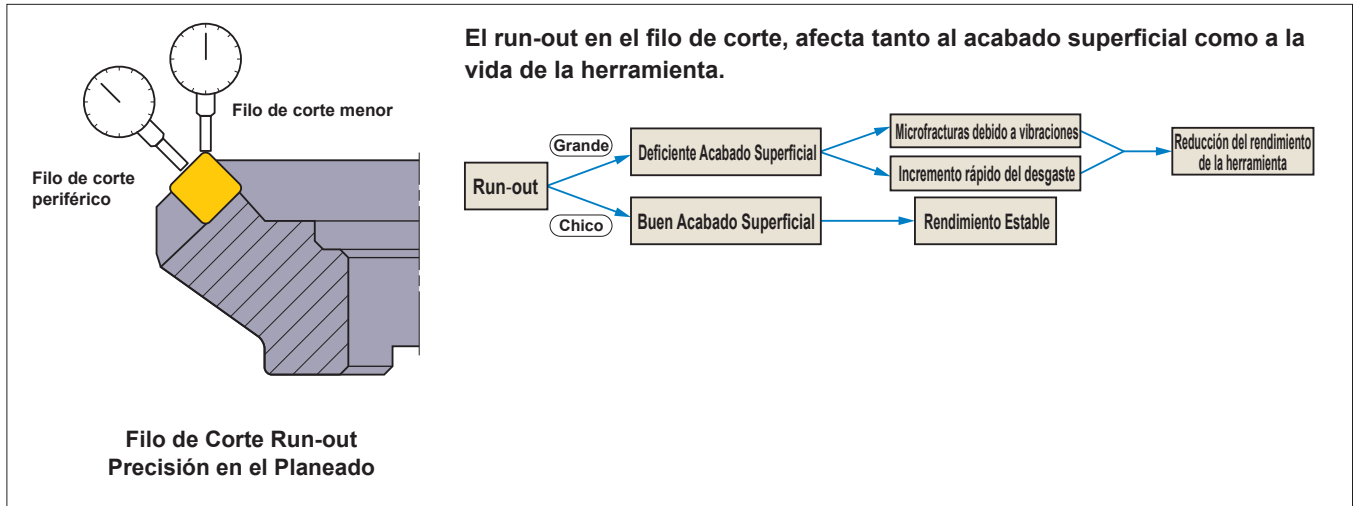 El run-out en el filo de corte, afecta tanto al acabado superficial como a la
vida de la herramienta.
Filo de corte menor
Filo de corte
periférico
Run-out
Grande
Chico
Deficiente Acabado Superficial
Buen Acabado Superficial
Microfracturas debido a vibraciones
Incremento rápido del desgaste
Rendimiento Estable
Reducción del rendimiento
de la herramienta
Filo de Corte Run-out
Precisión en el Planeado